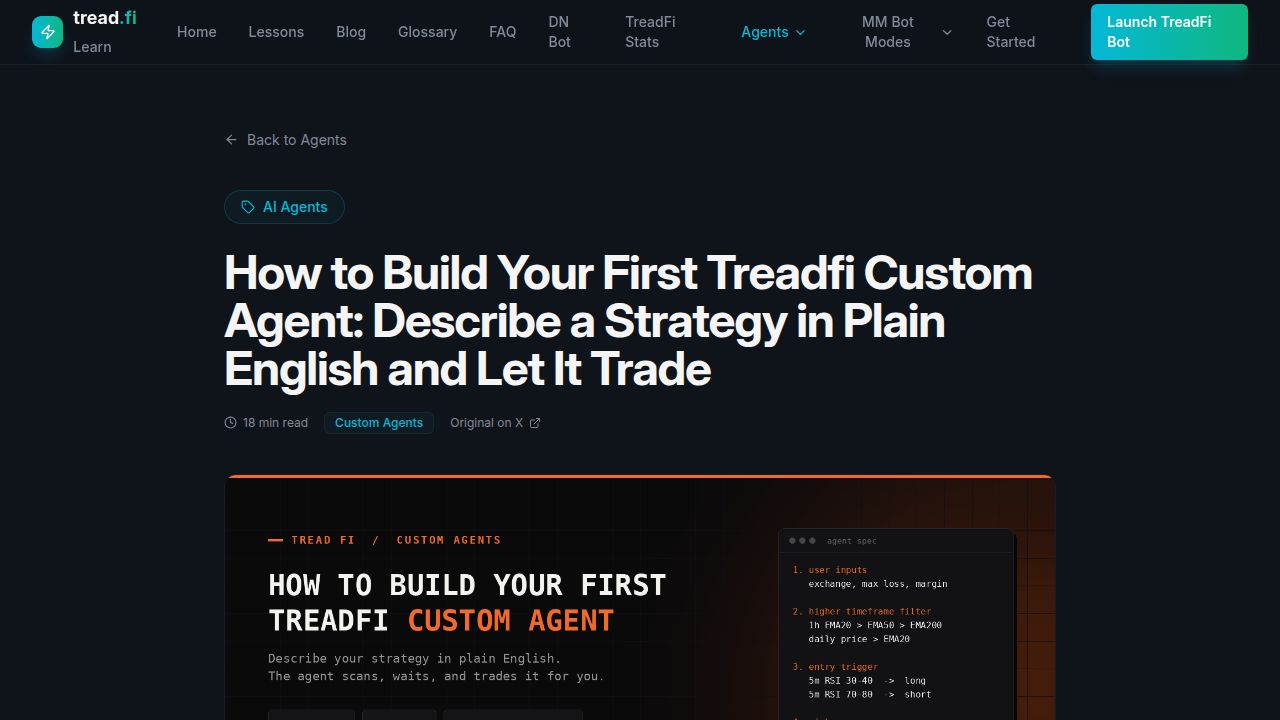 tread.fi
Learn
Home
Lessons
Blog
Glossary
FAQ
DN
Bot
TreadFi
Stats
Agents
MM Bot
Modes
Get
Started
Launch TreadFi
Bot
Back to Agents
AI Agents
How to Build Your First Treadfi Custom
Agent: Describe a Strategy in Plain
English and Let It Trade
18 min read
Custom Agents
Original on X
TREAD FI / CUSTOM AGENTS
HOW TO BUILD YOUR FIRST
TREADFI CUSTOM AGENT
Describe your strategy in plain English.
The agent scans, waits, and trades it for you.
agent spec
1. user inputs
exchange, max loss, margin
2. higher timeframe filter
1h EMA20 > EMA50 > EMA200
daily price > EMA20
3. entry trigger
5m RSI 30-40 -> long
5m RSI 70-80 -> short